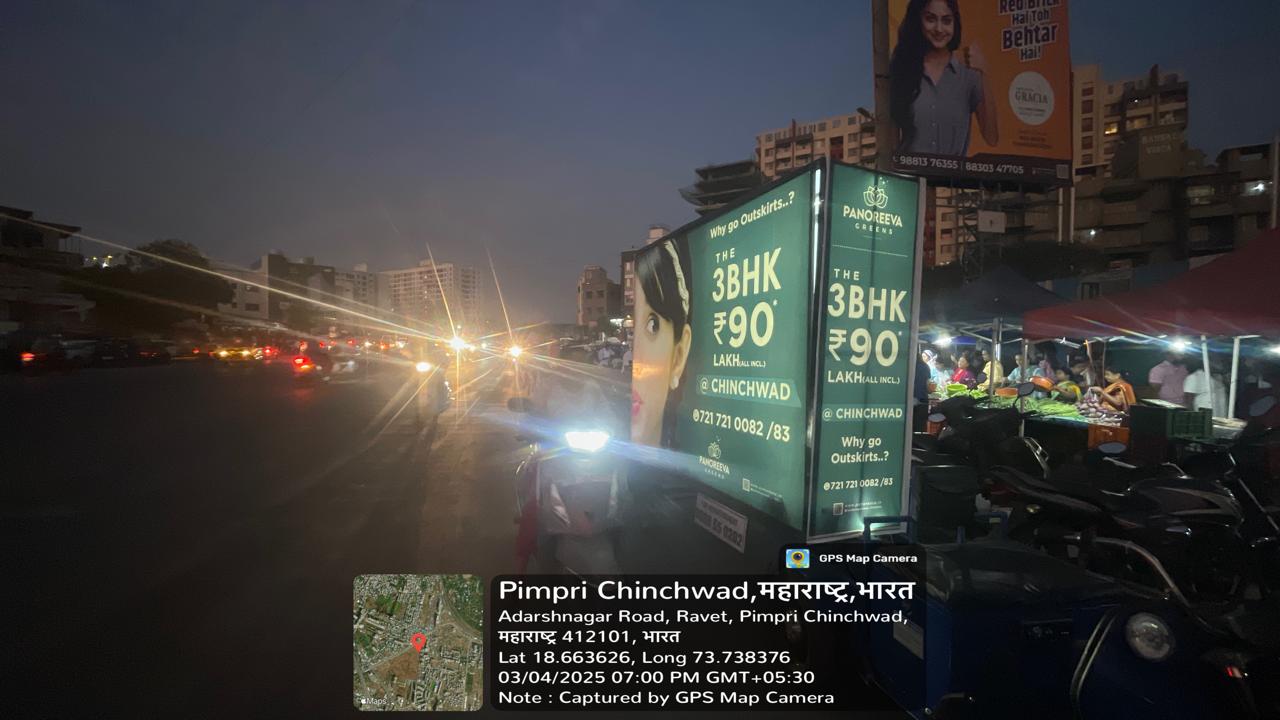 Red Brick
Hai Toh
Behtar
Hai!
GRACIA
98813 76355 | 88303 47705
Why go Outskirts..?
THE
3BHK
₹90*
LAKH(ALL INCL.)
@ CHINCHWAD
721 721 0082 /83
PANOREEVA
GREENS
PANOREEVA
GREENS
THE
3BHK
₹90*
LAKH(ALL INCL.)
@ CHINCHWAD
Why go
Outskirts..?
721 721 0082 /83
GPS Map Camera
Pimpri Chinchwad,महाराष्ट्र,भारत
Adarshnagar Road, Ravet, Pimpri Chinchwad,
महाराष्ट्र 412101, भारत
Lat 18.663626, Long 73.738376
03/04/2025 07:00 PM GMT+05:30
Note : Captured by GPS Map Camera
Maps